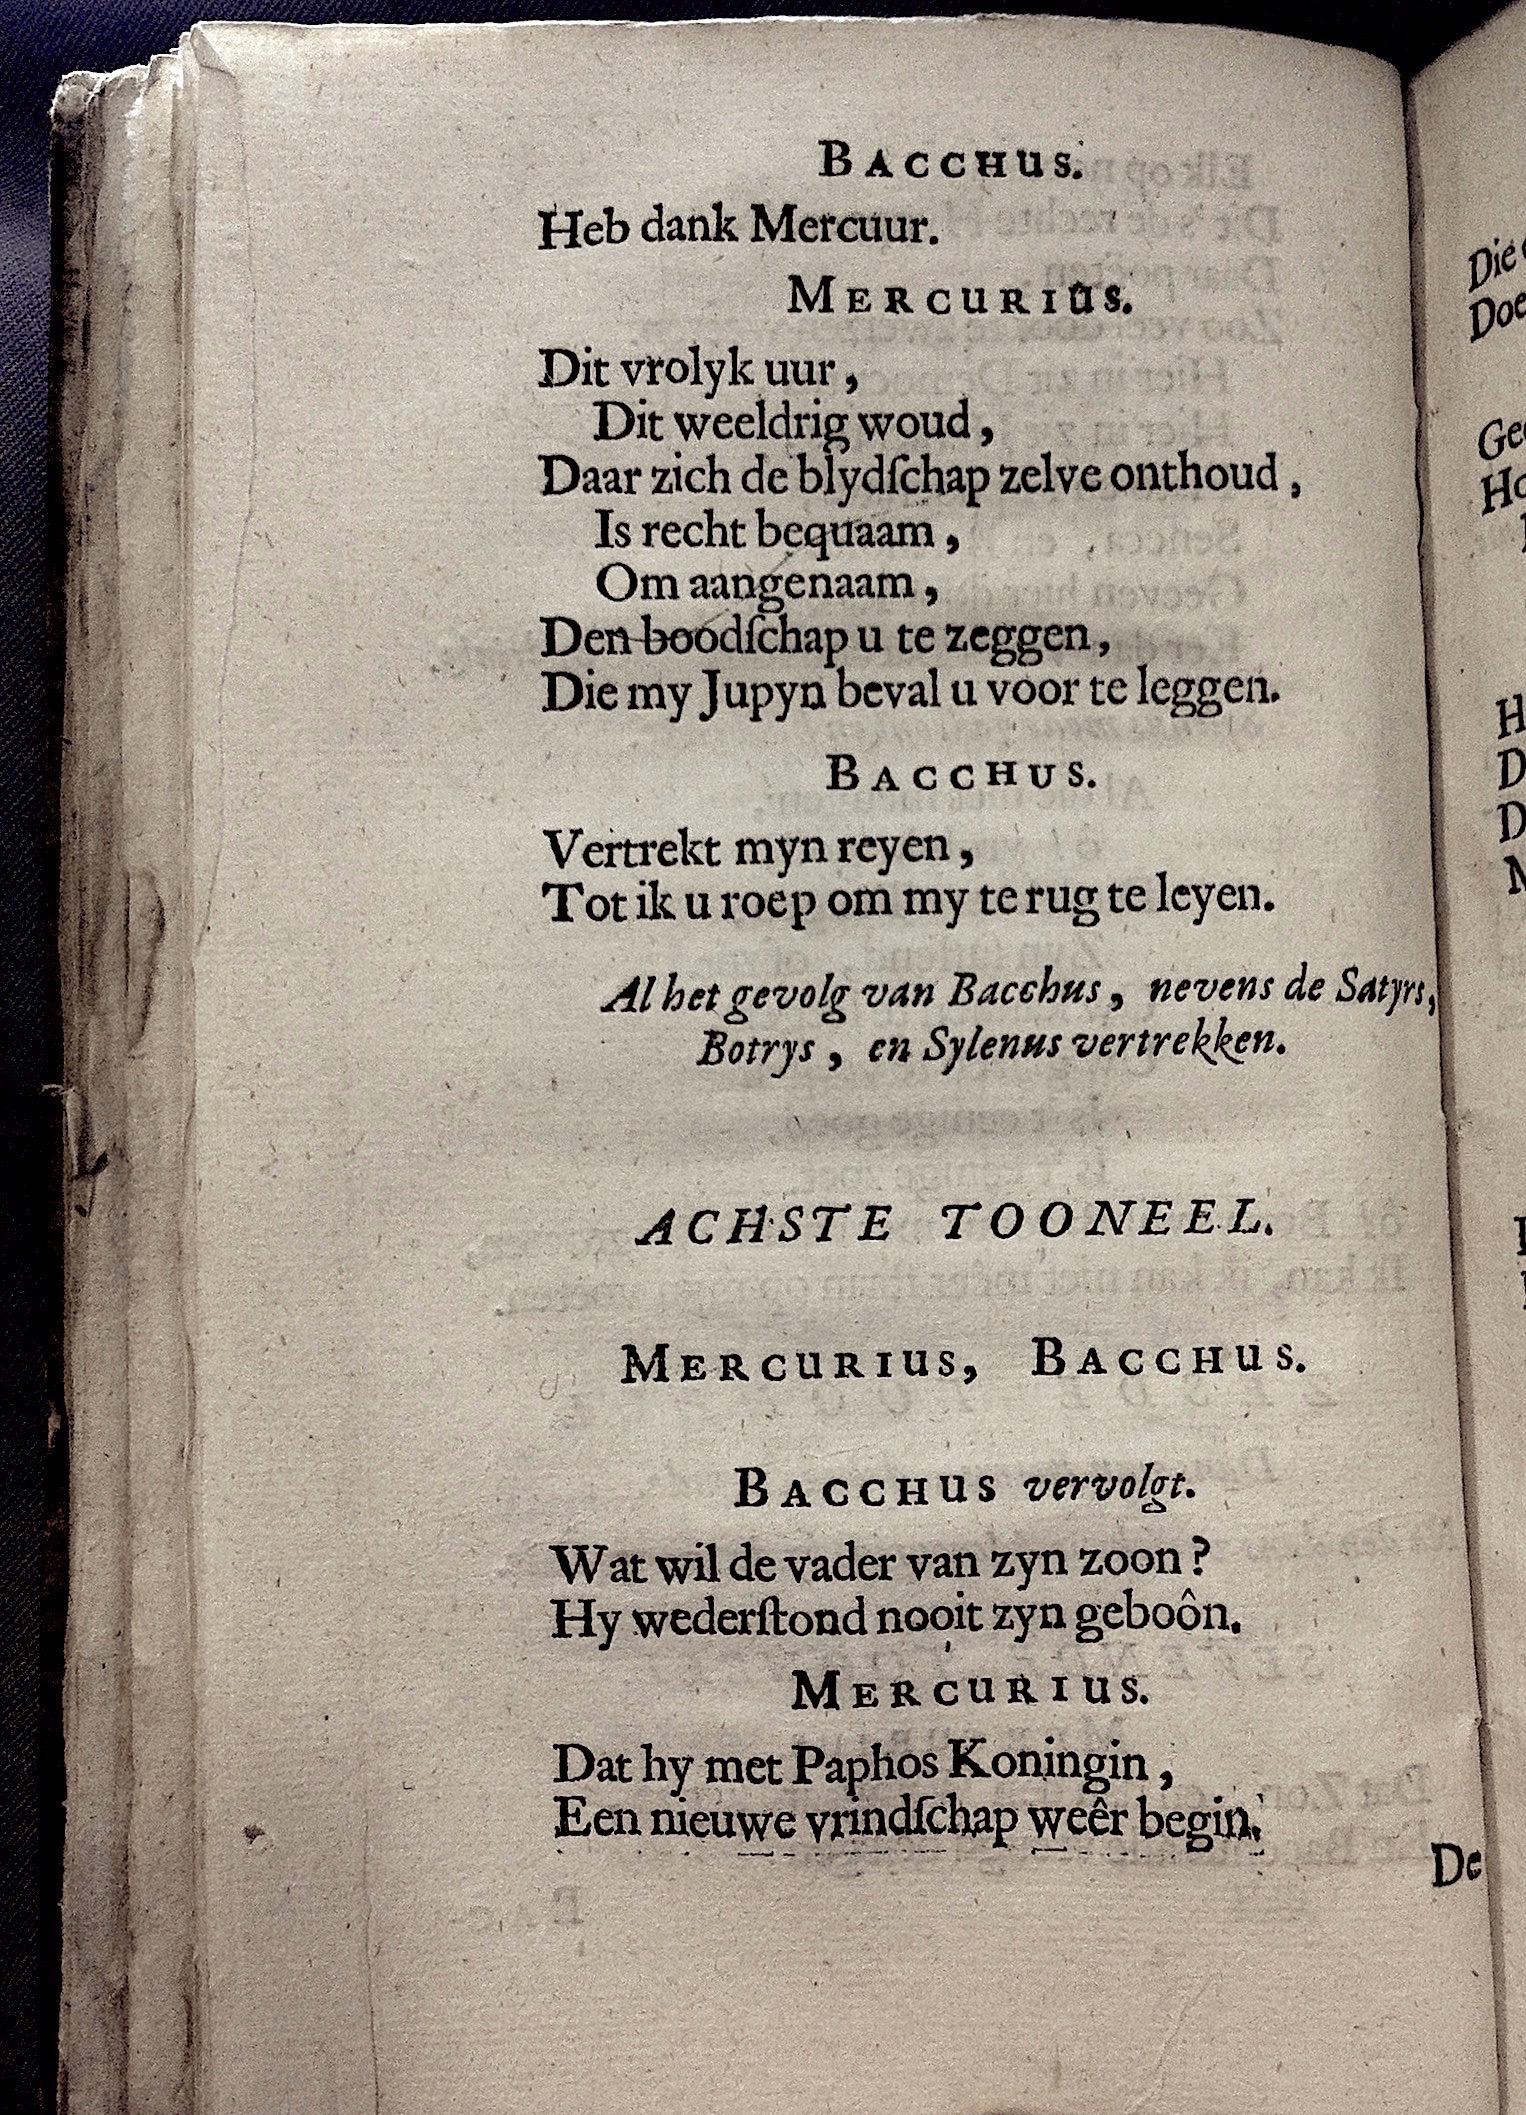 BACCHUS.
Heb dank Mercuur.
MERCURIUS.
Dit vrolyk uur,
Dit weeldrig woud,
Daar zich de blydſchap zelve onthoud,
Is recht bequaam,
Om aangenaam,
Den boodſchap u te zeggen,
Die my Jupyn beval u voor te leggen.
BACCHUS.
Vertrekt myn reyen,
Tot ik u roep om my te rug te leyen.
Al het gevolg van Bacchus, nevens de Satyrs,
Botrys, en Sylenus vertrekken.
ACHSTE TOONEEL.
MERCURIUS, BACCHUS.
BACCHUS vervolgt.
Wat wil de vader van zyn zoon?
Hy wederſtond nooit zyn geboôn.
MERCURIUS.
Dat hy met Paphos Koningin,
Een nieuwe vrindſchap weêr begin.
De